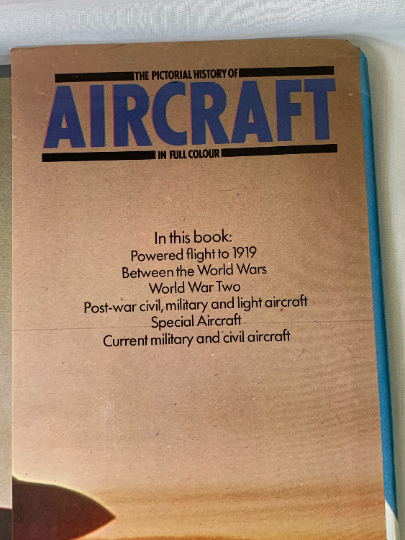 THE PICTORIAL HISTORY OF
AIRCRAFT
IN FULL COLOUR
In this book:
Powered flight to 1919
Between the World Wars
World War Two
Post-war civil, military and light aircraft
Special Aircraft
Current military and civil aircraft